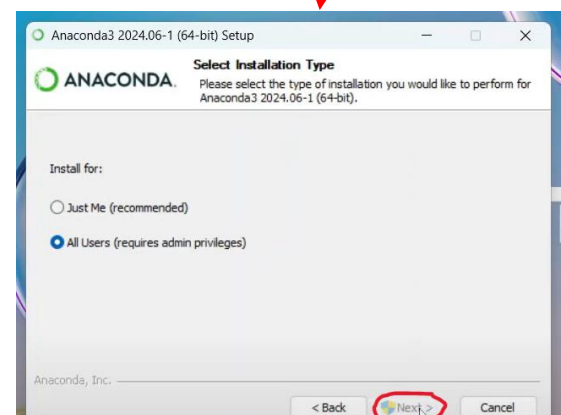 Anaconda3 2024.06-1 (64-bit) Setup
ANACONDA.
Select Installation Type
Please select the type of installation you would like to perform for
Anaconda3 2024.06-1 (64-bit).
Install for:
Just Me (recommended)
All Users (requires admin privileges)
Anaconda, Inc.
< Back
Next >
Cancel